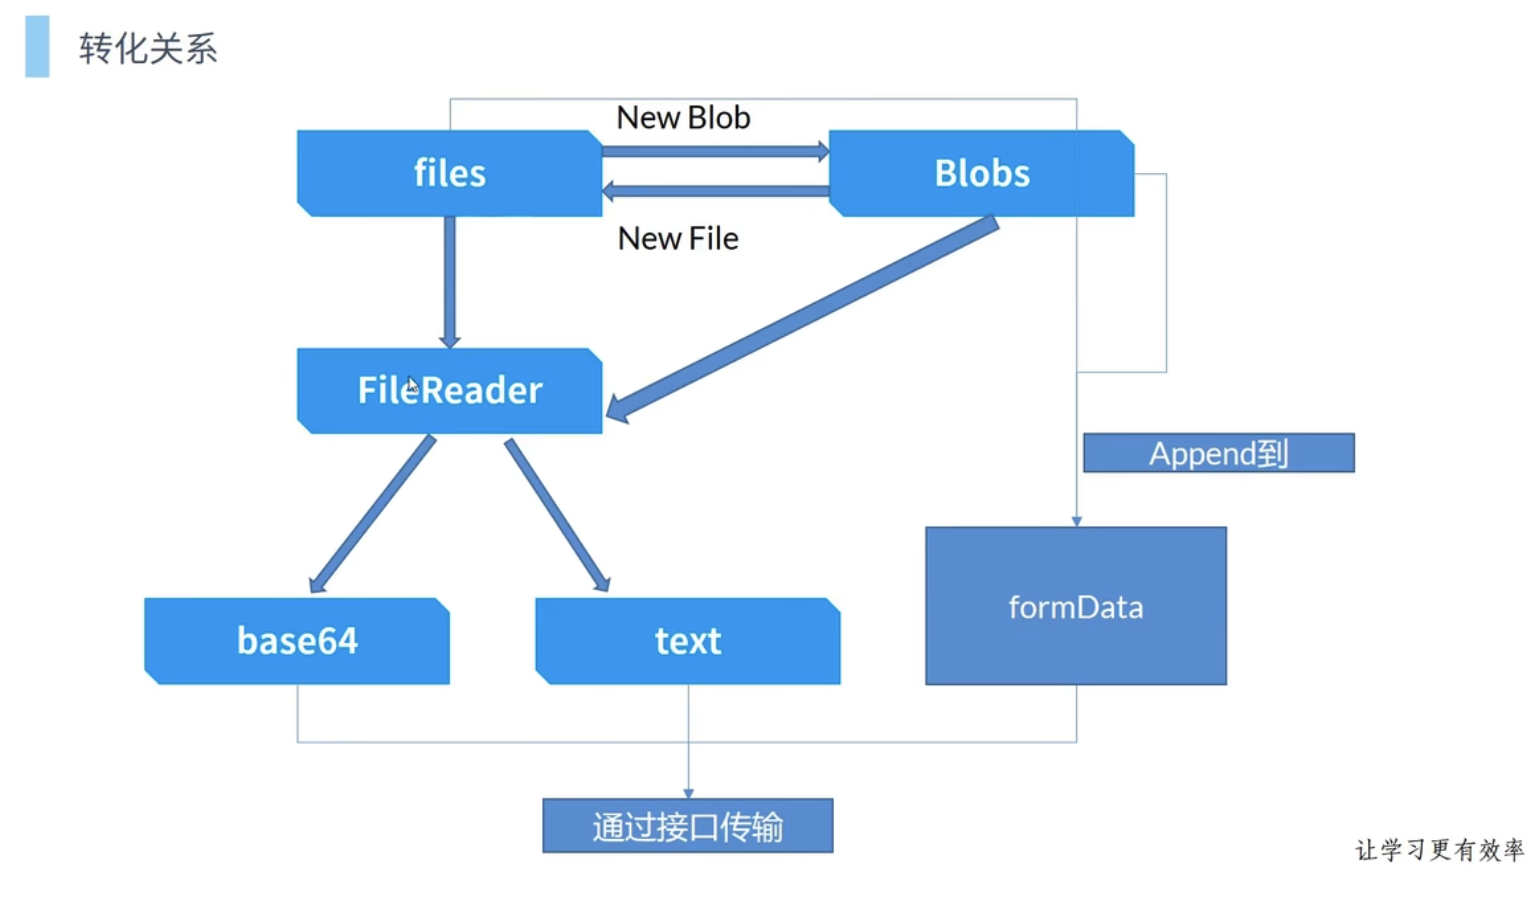 转化关系
New Blob
files
Blobs
New File
FileReader
Append到
formData
base64
text
通过接口传输
让学习更有效率